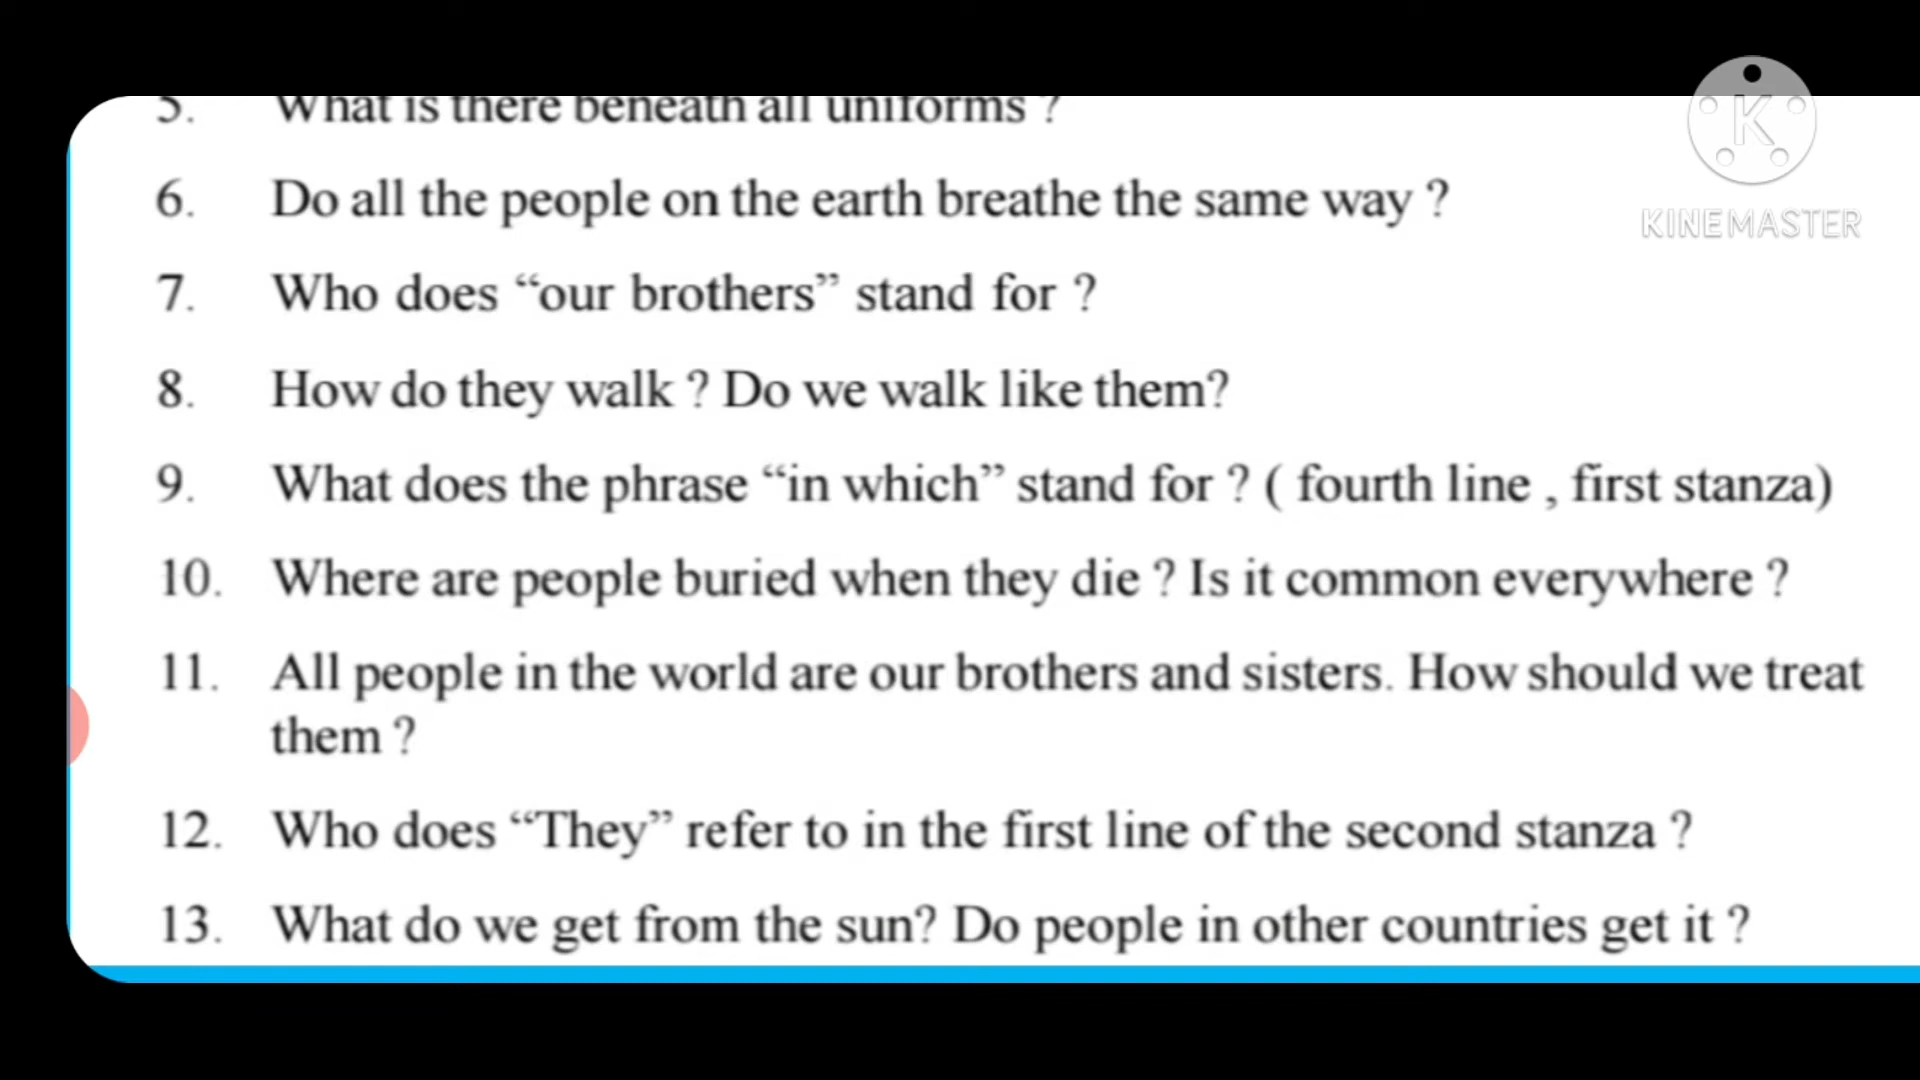 5. What is there beneath all uniforms ?
6. Do all the people on the earth breathe the same way ?
7. Who does “our brothers” stand for ?
8. How do they walk ? Do we walk like them?
9. What does the phrase “in which” stand for ? ( fourth line , first stanza)
10. Where are people buried when they die ? Is it common everywhere ?
11. All people in the world are our brothers and sisters. How should we treat
them ?
12. Who does “They” refer to in the first line of the second stanza ?
13. What do we get from the sun? Do people in other countries get it ?
K
KINEMASTER